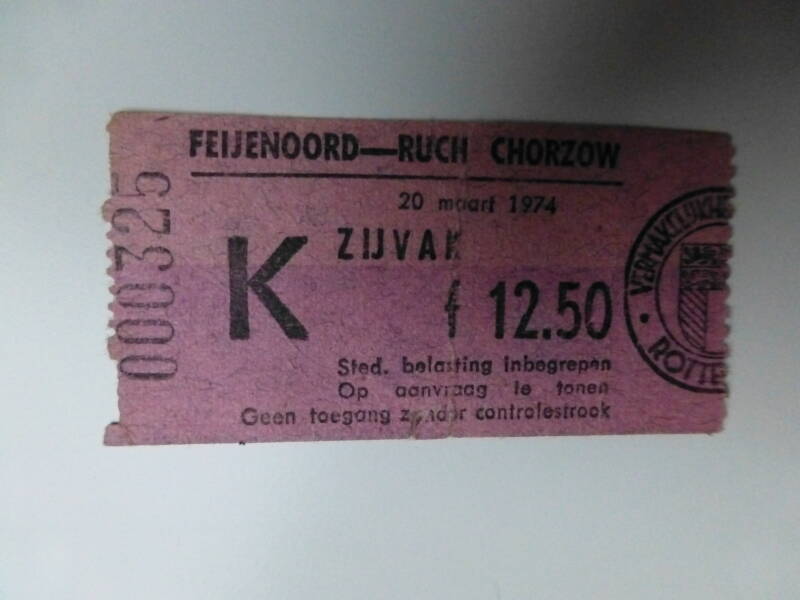 FEIJENOORD—RUCH CHORZOW
20 maart 1974
ZIJVAK
K
ƒ 12.50
Sted. belasting inbegrepen
Op aanvraag te tonen
Geen toegang zonder controlestrook
000325
VERMAKELIJKHE
ROTTE